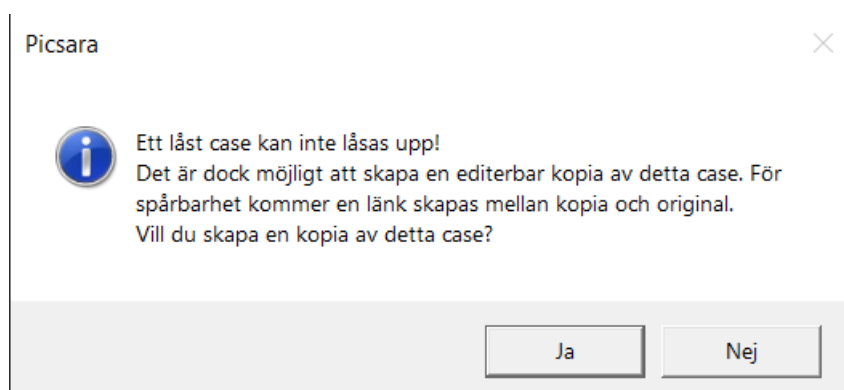 Picsara
Ett låst case kan inte låsas upp!
Det är dock möjligt att skapa en editerbar kopia av detta case. För
spårbarhet kommer en länk skapas mellan kopia och original.
Vill du skapa en kopia av detta case?
Ja
Nej